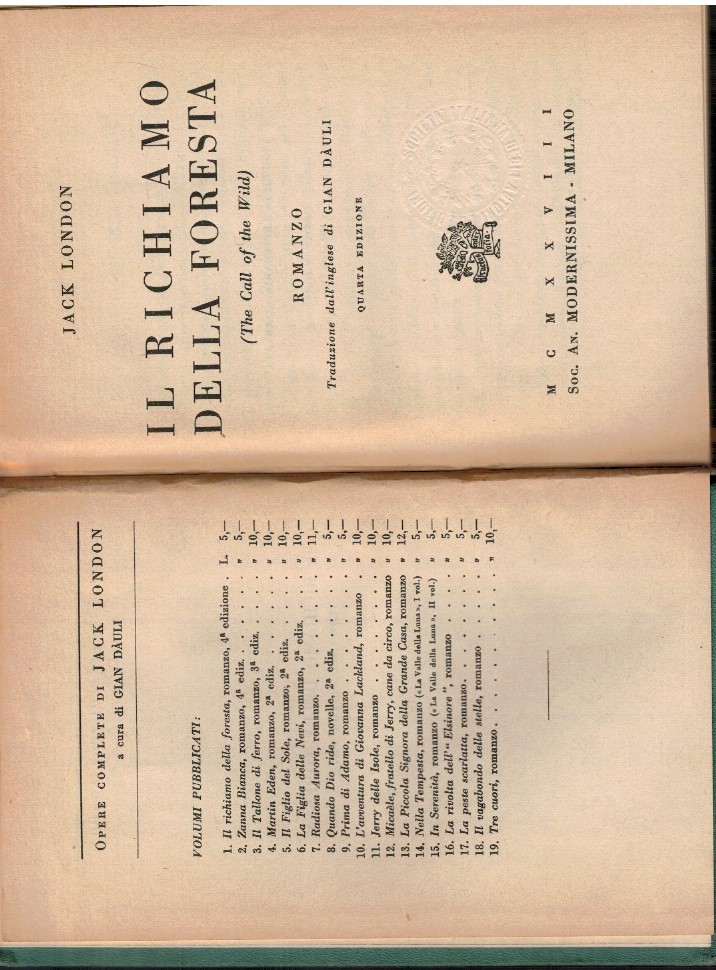 OPERE COMPLETE DI JACK LONDON
a cura di GIAN DÀULI
VOLUMI PUBBLICATI:
1. Il richiamo della foresta, romanzo, 4ª edizione . L. 5,—
2. Zanna Bianca, romanzo, 4ª ediz. . . . . . . " 5,—
3. Il Tallone di ferro, romanzo, 3ª ediz. . . . . . " 10,—
4. Martin Eden, romanzo, 2ª ediz. . . . . . . . " 10,—
5. Il Figlio del Sole, romanzo, 2ª ediz. . . . . . " 10,—
6. La Figlia delle Nevi, romanzo, 2ª ediz. . . . . " 10,—
7. Radiosa Aurora, romanzo. . . . . . . . . . " 11,—
8. Quando Dio ride, novelle, 2ª ediz. . . . . . . " 5,—
9. Prima di Adamo, romanzo . . . . . . . . . " 5,—
10. L'avventura di Giovanna Lackland, romanzo . . . " 10,—
11. Jerry delle Isole, romanzo . . . . . . . . . " 10,—
12. Micaèle, fratello di Jerry, cane da circo, romanzo " 10,—
13. La Piccola Signora della Grande Casa, romanzo " 12,—
14. Nella Tempesta, romanzo («La Valle della Luna», I vol.) " 5,—
15. In Serenità, romanzo («La Valle della Luna», II vol.) " 5,—
16. La rivolta dell'“Elsinore”, romanzo . . . . . " 5,—
17. La peste scarlatta, romanzo. . . . . . . . . " 5,—
18. Il vagabondo delle stelle, romanzo . . . . . . " 5,—
19. Tre cuori, romanzo. . . . . . . . . . . . " 10,—
JACK LONDON
IL RICHIAMO
DELLA FORESTA
(The Call of the Wild)
ROMANZO
Traduzione dall'inglese di GIAN DÀULI
QUARTA EDIZIONE
SOCIETÀ ITALIANA DEGLI AUTORI
M C M X X V I I I
Soc. An. MODERNISSIMA - MILANO